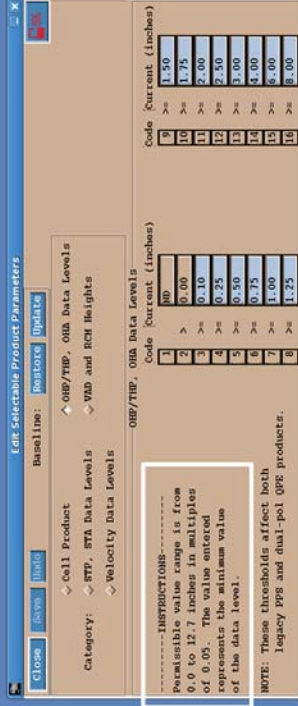 Edit Selectable Product Parameters
Close Save Undo Baseline: Restore Update
Category:
Cell Product
OHP/THP, OHA Data Levels
STP, STA Data Levels
VAD and RCM Heights
Velocity Data Levels
OHP/THP, OHA Data Levels
--------INSTRUCTIONS--------
Permissible value range is from
0.0 to 12.7 inches in multiples
of 0.05. The value entered
represents the minimum value
of the data level.
NOTE: These thresholds affect both
legacy PPS and dual-pol QPE products.
Code Current (inches)
1 ND
2 > 0.00
3 >= 0.10
4 >= 0.25
5 >= 0.50
6 >= 0.75
7 >= 1.00
8 >= 1.25
Code Current (inches)
9 >= 1.50
10 >= 1.75
11 >= 2.00
12 >= 2.50
13 >= 3.00
14 >= 4.00
15 >= 6.00
16 >= 8.00